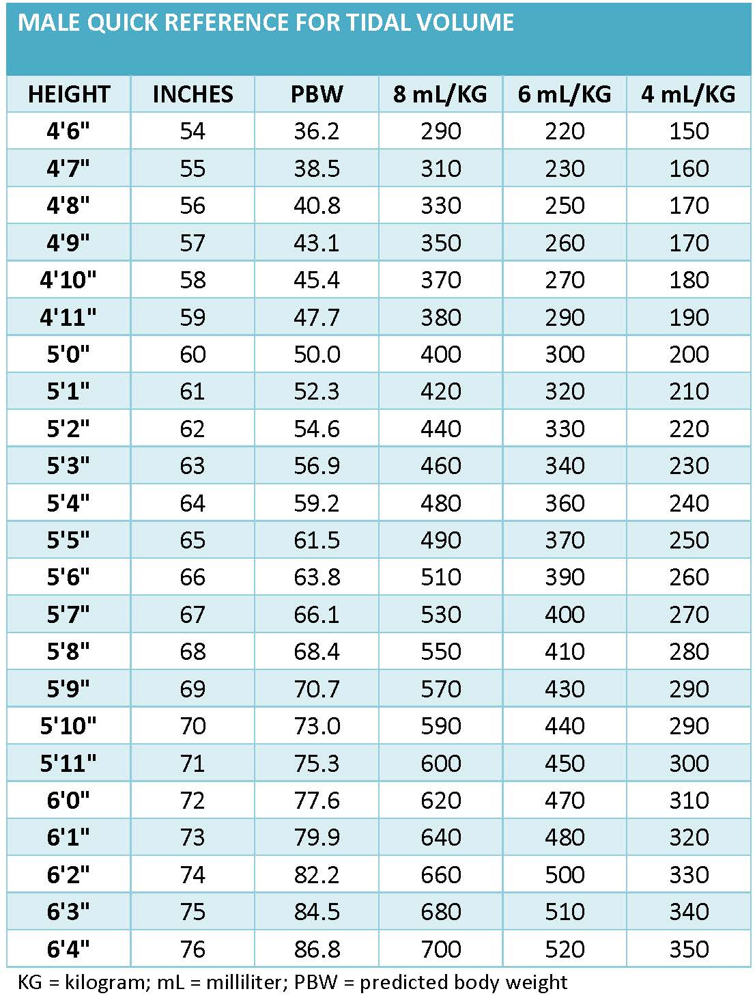 MALE QUICK REFERENCE FOR TIDAL VOLUME
HEIGHT INCHES PBW 8 mL/KG 6 mL/KG 4 mL/KG
4'6" 54 36.2 290 220 150
4'7" 55 38.5 310 230 160
4'8" 56 40.8 330 250 170
4'9" 57 43.1 350 260 170
4'10" 58 45.4 370 270 180
4'11" 59 47.7 380 290 190
5'0" 60 50.0 400 300 200
5'1" 61 52.3 420 320 210
5'2" 62 54.6 440 330 220
5'3" 63 56.9 460 340 230
5'4" 64 59.2 480 360 240
5'5" 65 61.5 490 370 250
5'6" 66 63.8 510 390 260
5'7" 67 66.1 530 400 270
5'8" 68 68.4 550 410 280
5'9" 69 70.7 570 430 290
5'10" 70 73.0 590 440 290
5'11" 71 75.3 600 450 300
6'0" 72 77.6 620 470 310
6'1" 73 79.9 640 480 320
6'2" 74 82.2 660 500 330
6'3" 75 84.5 680 510 340
6'4" 76 86.8 700 520 350
KG = kilogram; mL = milliliter; PBW = predicted body weight